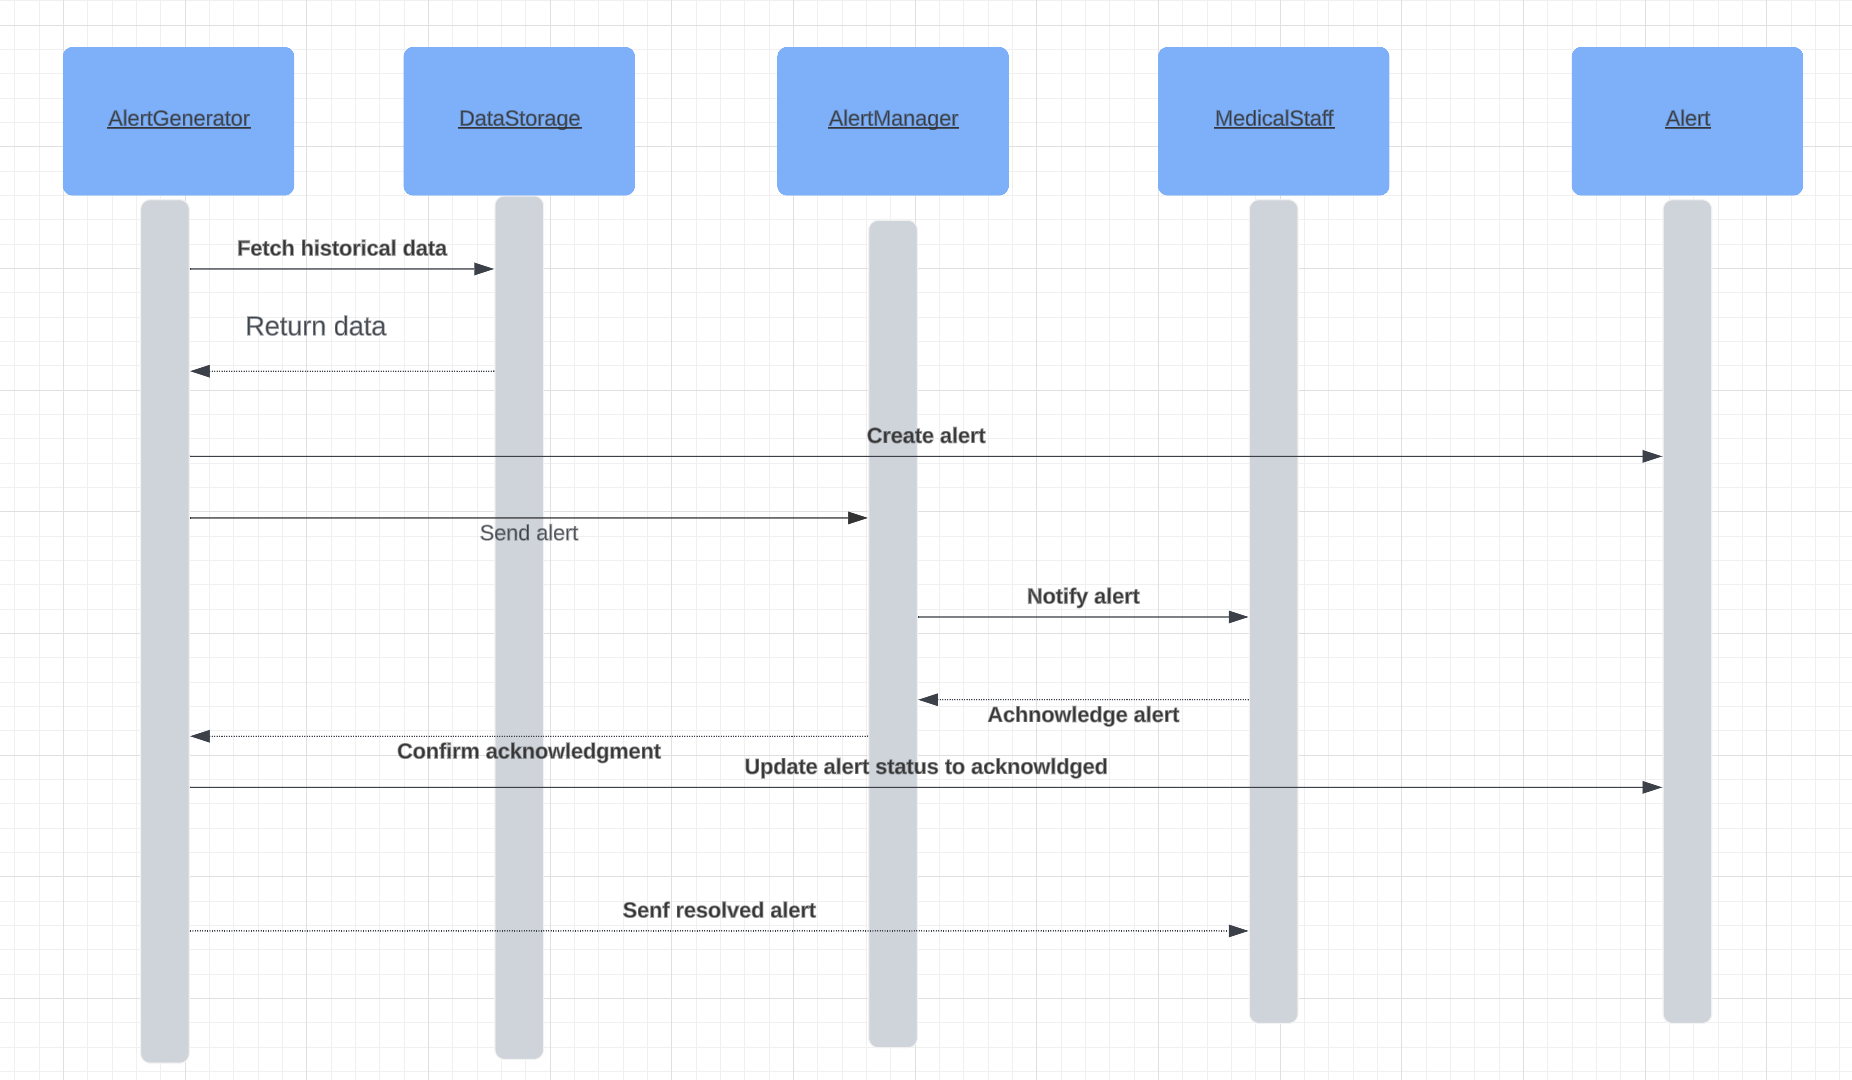 AlertGenerator
DataStorage
AlertManager
MedicalStaff
Alert
Fetch historical data
Return data
Create alert
Send alert
Notify alert
Achnowledge alert
Confirm acknowledgment
Update alert status to acknowldged
Senf resolved alert